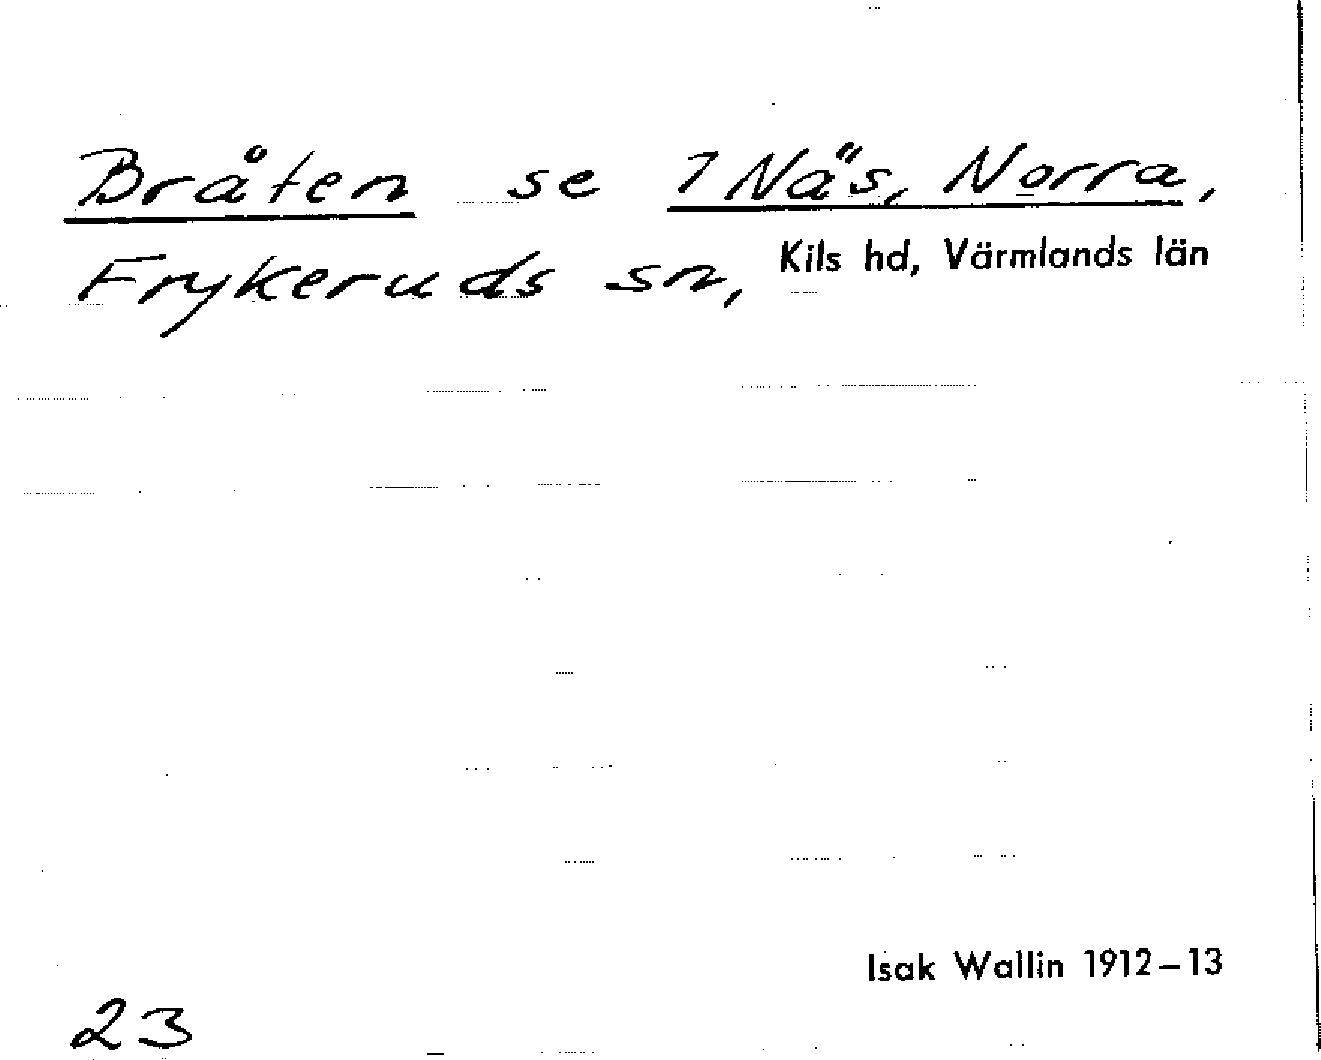 Bråten se 1 Näs, Norra,
Frykeruds sn, Kils hd, Värmlands län
Isak Wallin 1912–13
23